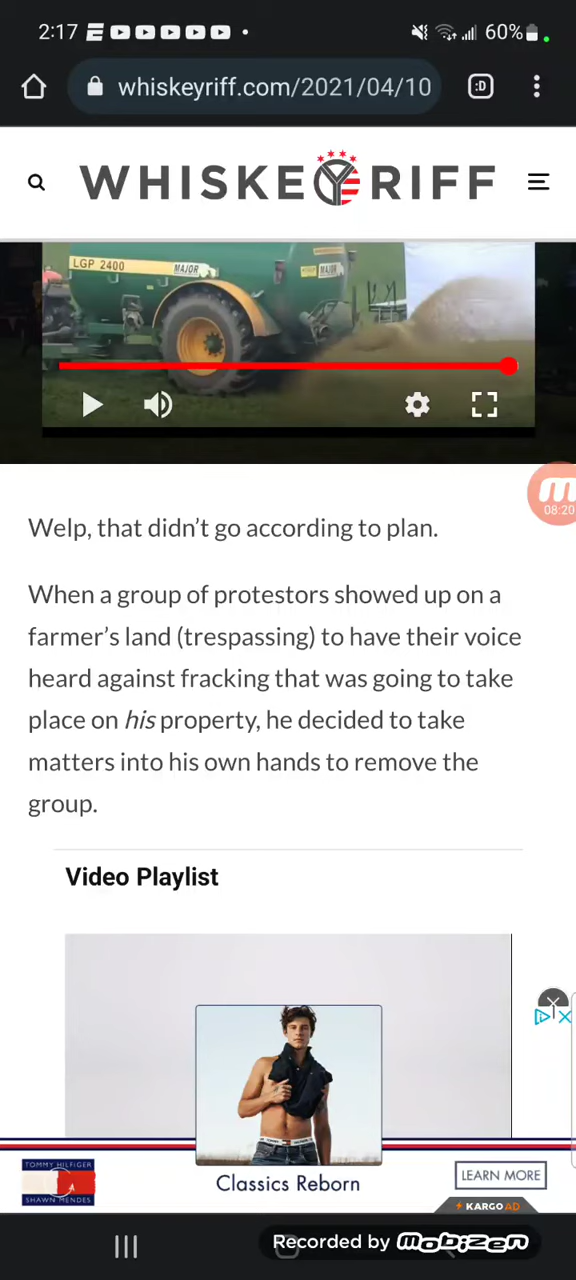 2:17
60%
whiskeyriff.com/2021/04/10
:D
WHISKEY RIFF
LGP 2400
MAJOR
MAJOR
08:20
Welp, that didn’t go according to plan.
When a group of protestors showed up on a
farmer’s land (trespassing) to have their voice
heard against fracking that was going to take
place on his property, he decided to take
matters into his own hands to remove the
group.
Video Playlist
TOMMY HILFIGER
SHAWN MENDES
Classics Reborn
LEARN MORE
KARGO AD
Recorded by mobizen